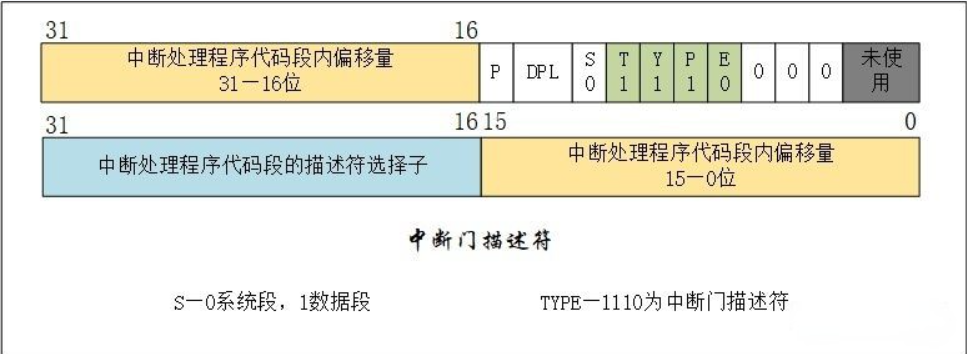 31 16
中断处理程序代码段内偏移量
31－16位
P DPL S 0 T 1 Y 1 P 1 E 0 0 0 0 未使用
31 16 15 0
中断处理程序代码段的描述符选择子
中断处理程序代码段内偏移量
15－0位
中断门描述符
S－0系统段，1数据段 TYPE－1110为中断门描述符